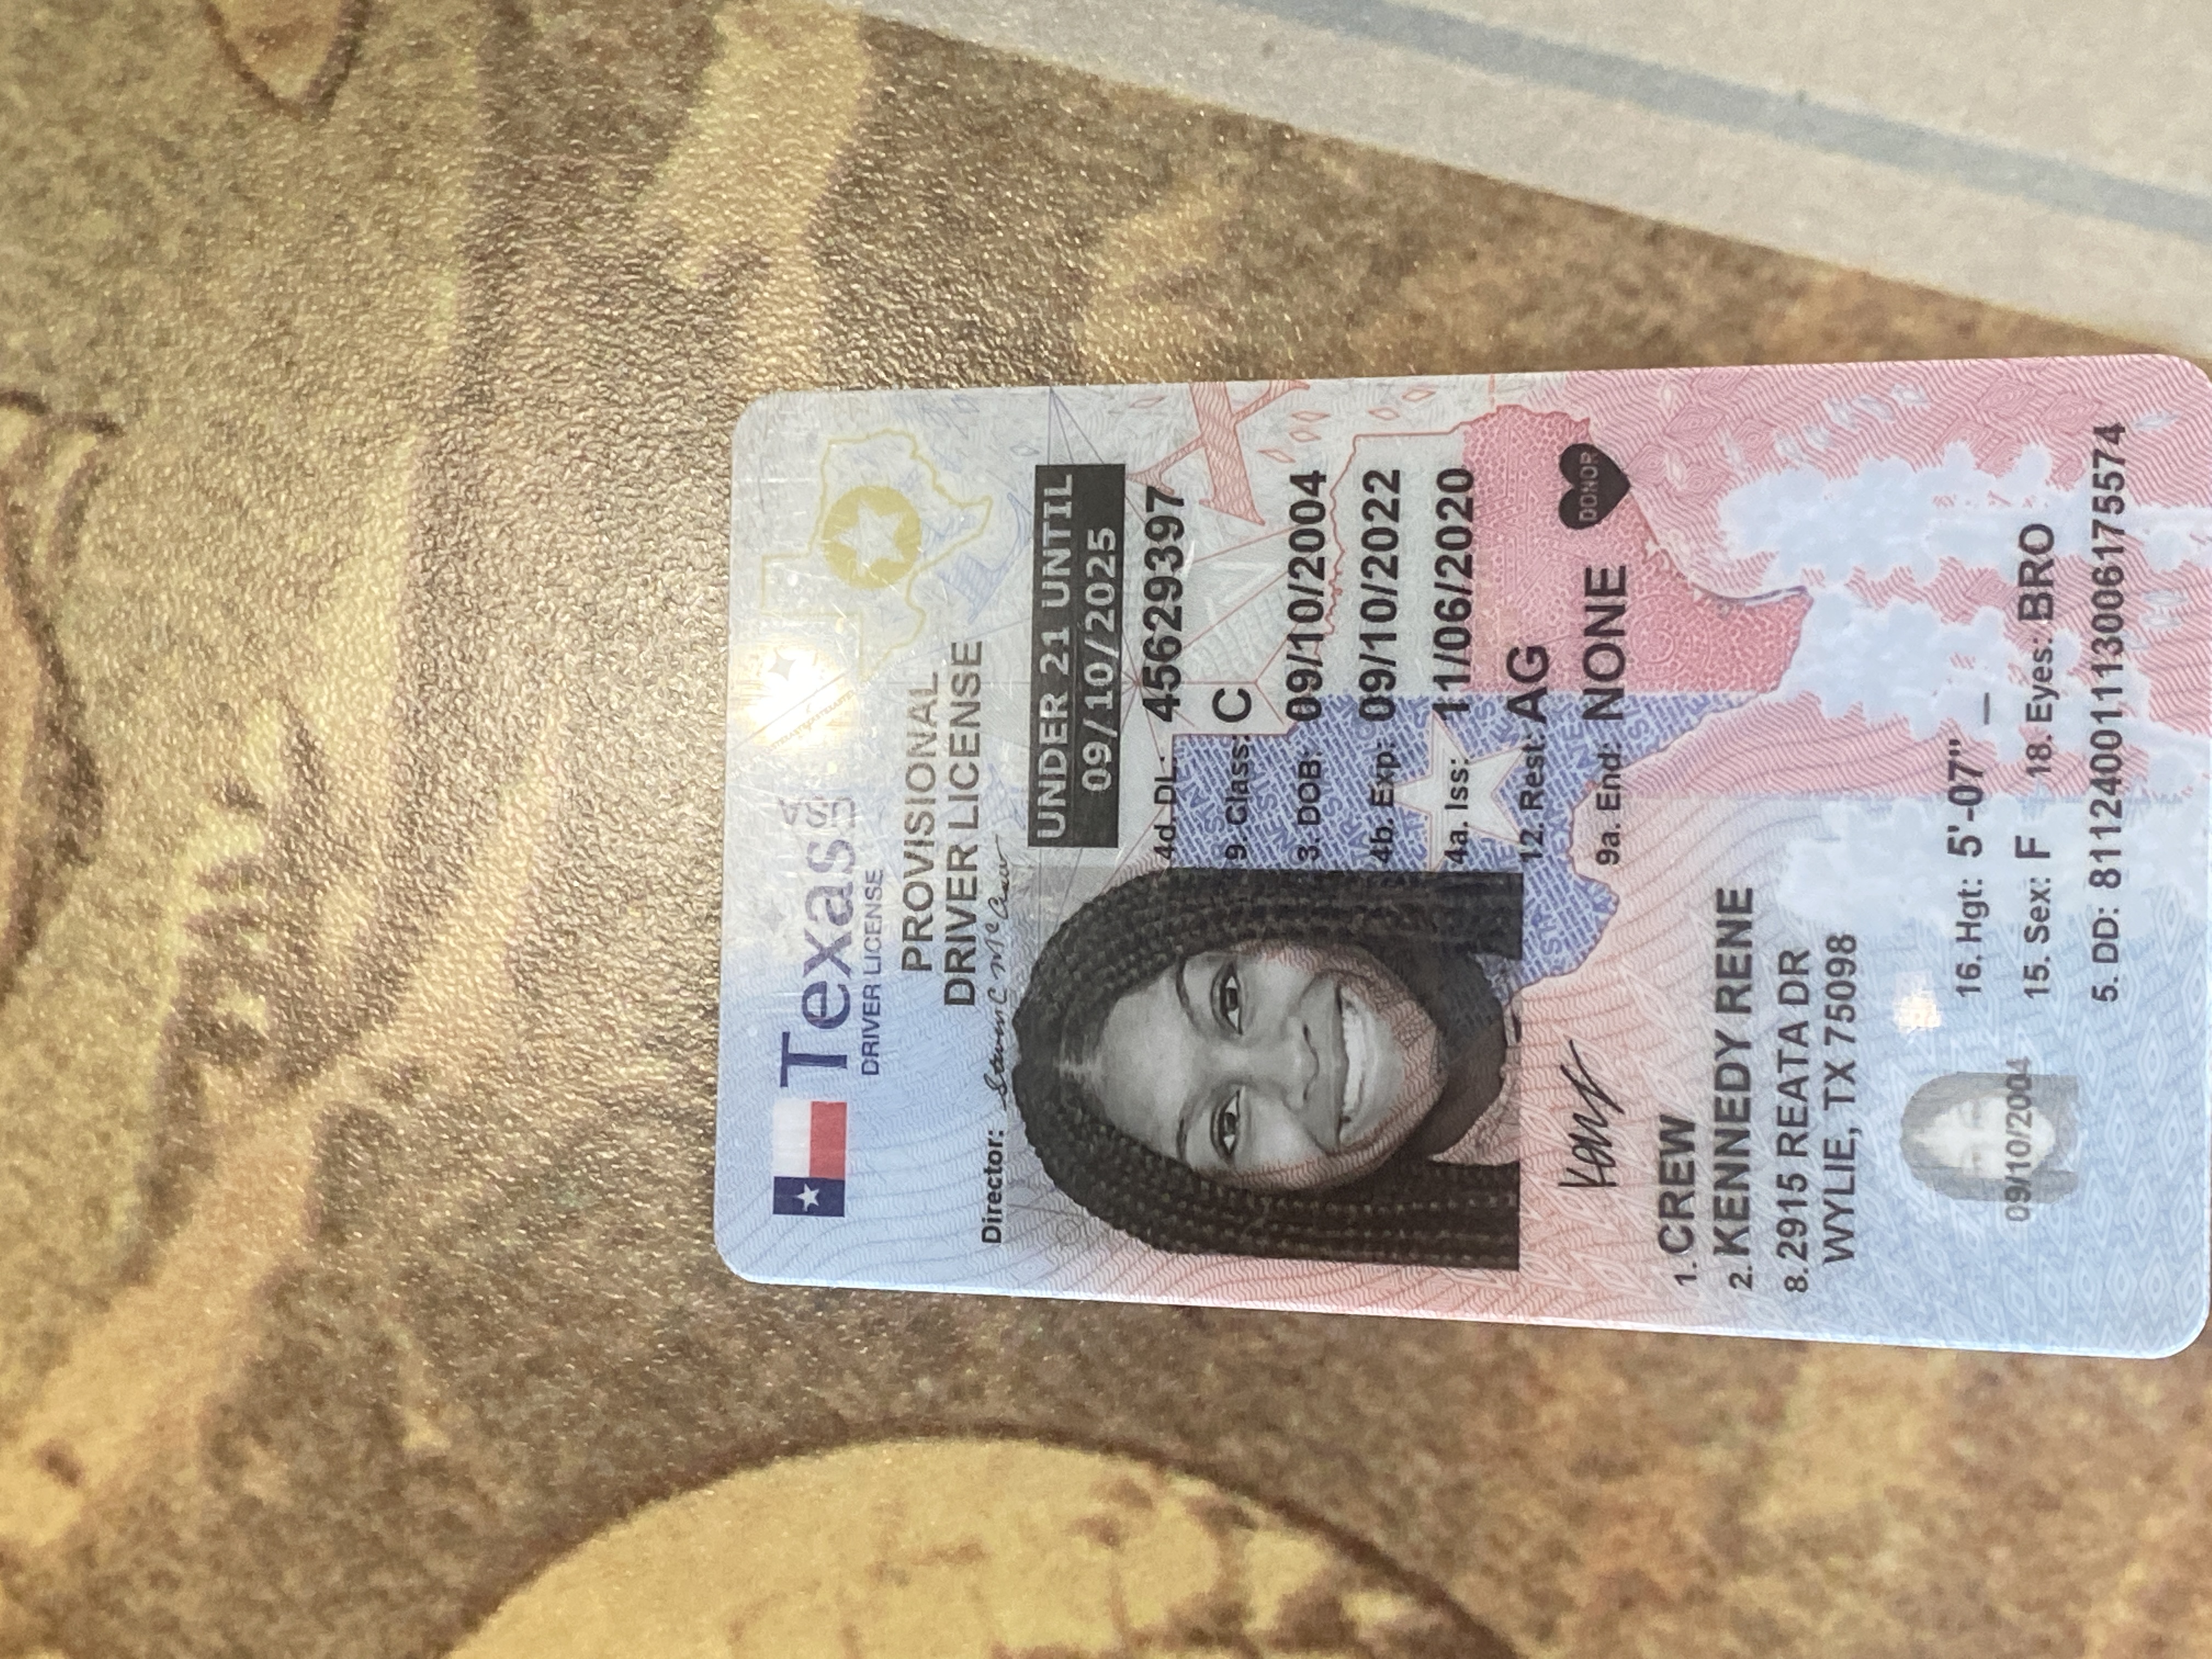 Texas
USA
DRIVER LICENSE
PROVISIONAL
DRIVER LICENSE
Director:
UNDER 21 UNTIL
09/10/2025
4d. DL: 45629397
9. Class: C
3. DOB: 09/10/2004
4b. Exp: 09/10/2022
4a. Iss: 11/06/2020
12. Rest: AG
9a. End: NONE
DONOR
1. CREW
2. KENNEDY RENE
8. 2915 REATA DR
WYLIE, TX 75098
16. Hgt: 5'-07"
15. Sex: F 18. Eyes: BRO
09/10/2004
5. DD: 81124001113006175574